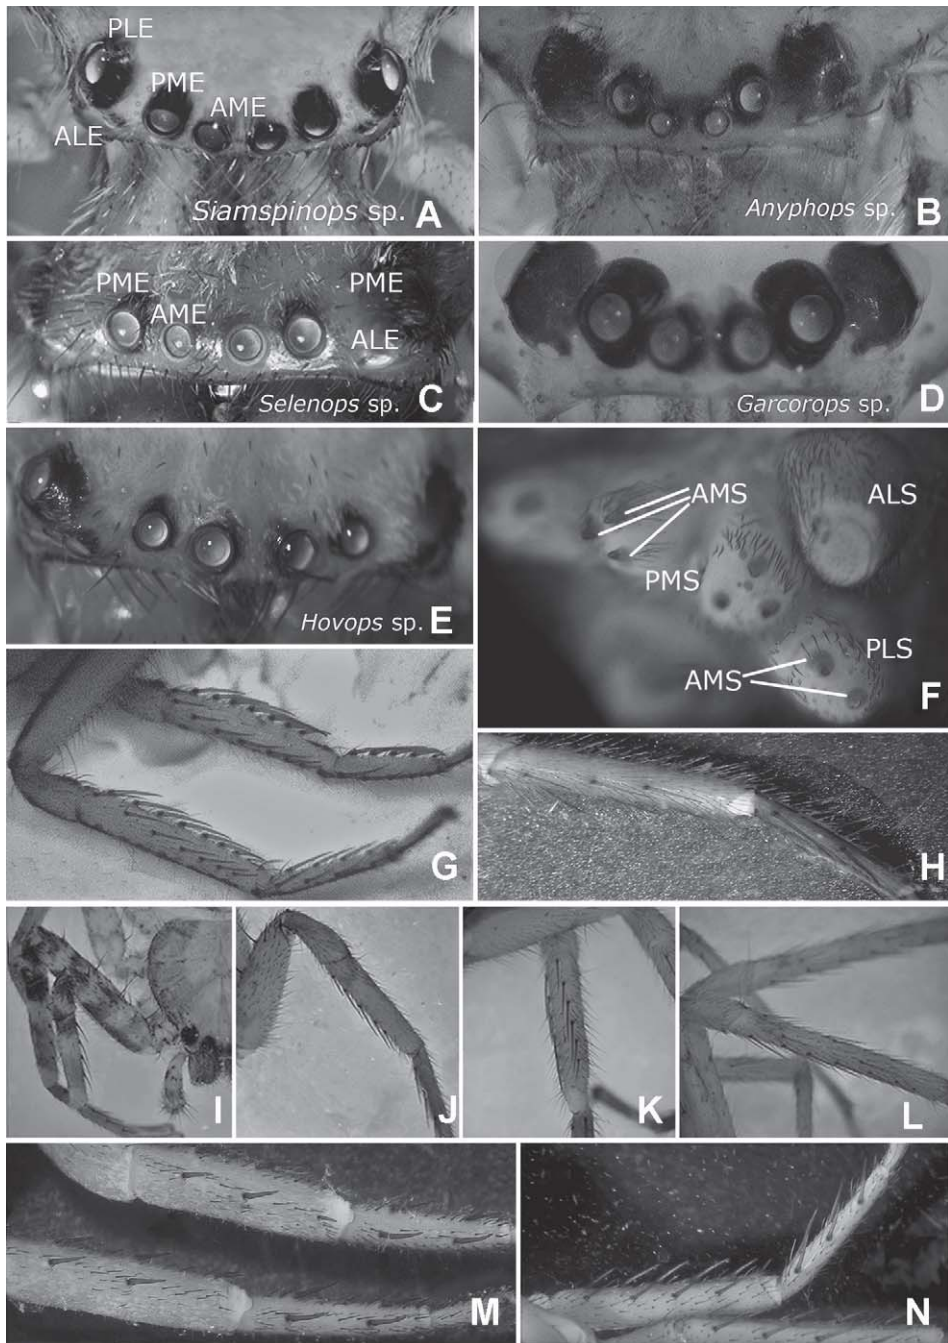 PLE
PME
AME
ALE
Siamspinops sp. A
Anyphops sp. B
PME
PME
AME
ALE
Selenops sp. C
Garcorops sp. D
Hovops sp. E
AMS
ALS
PMS
PLS
AMS
F
G
H
I
J
K
L
M
N